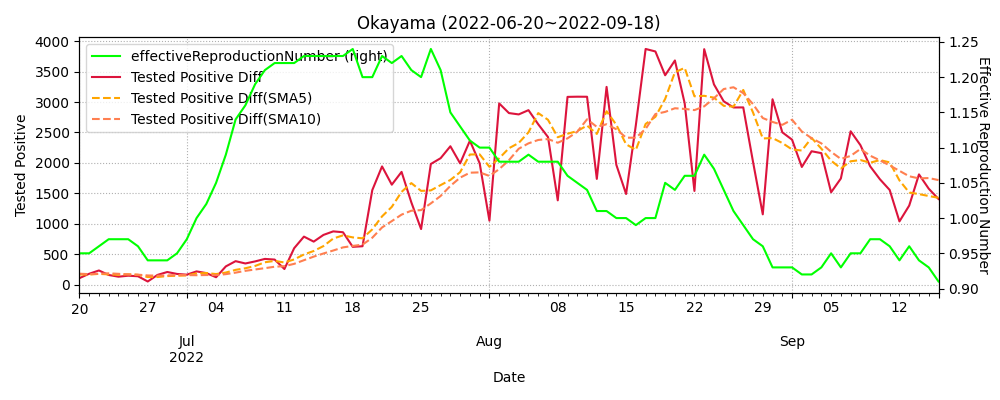 Okayama (2022-06-20~2022-09-18)
effectiveReproductionNumber (right)
Tested Positive Diff
Tested Positive Diff(SMA5)
Tested Positive Diff(SMA10)
Tested Positive
4000
3500
3000
2500
2000
1500
1000
500
0
1.25
1.20
1.15
1.10
1.05
1.00
0.95
0.90
Effective Reproduction Number
20 27 04 11 18 25 08 15 22 29 05 12
Jul Aug Sep
2022
Date